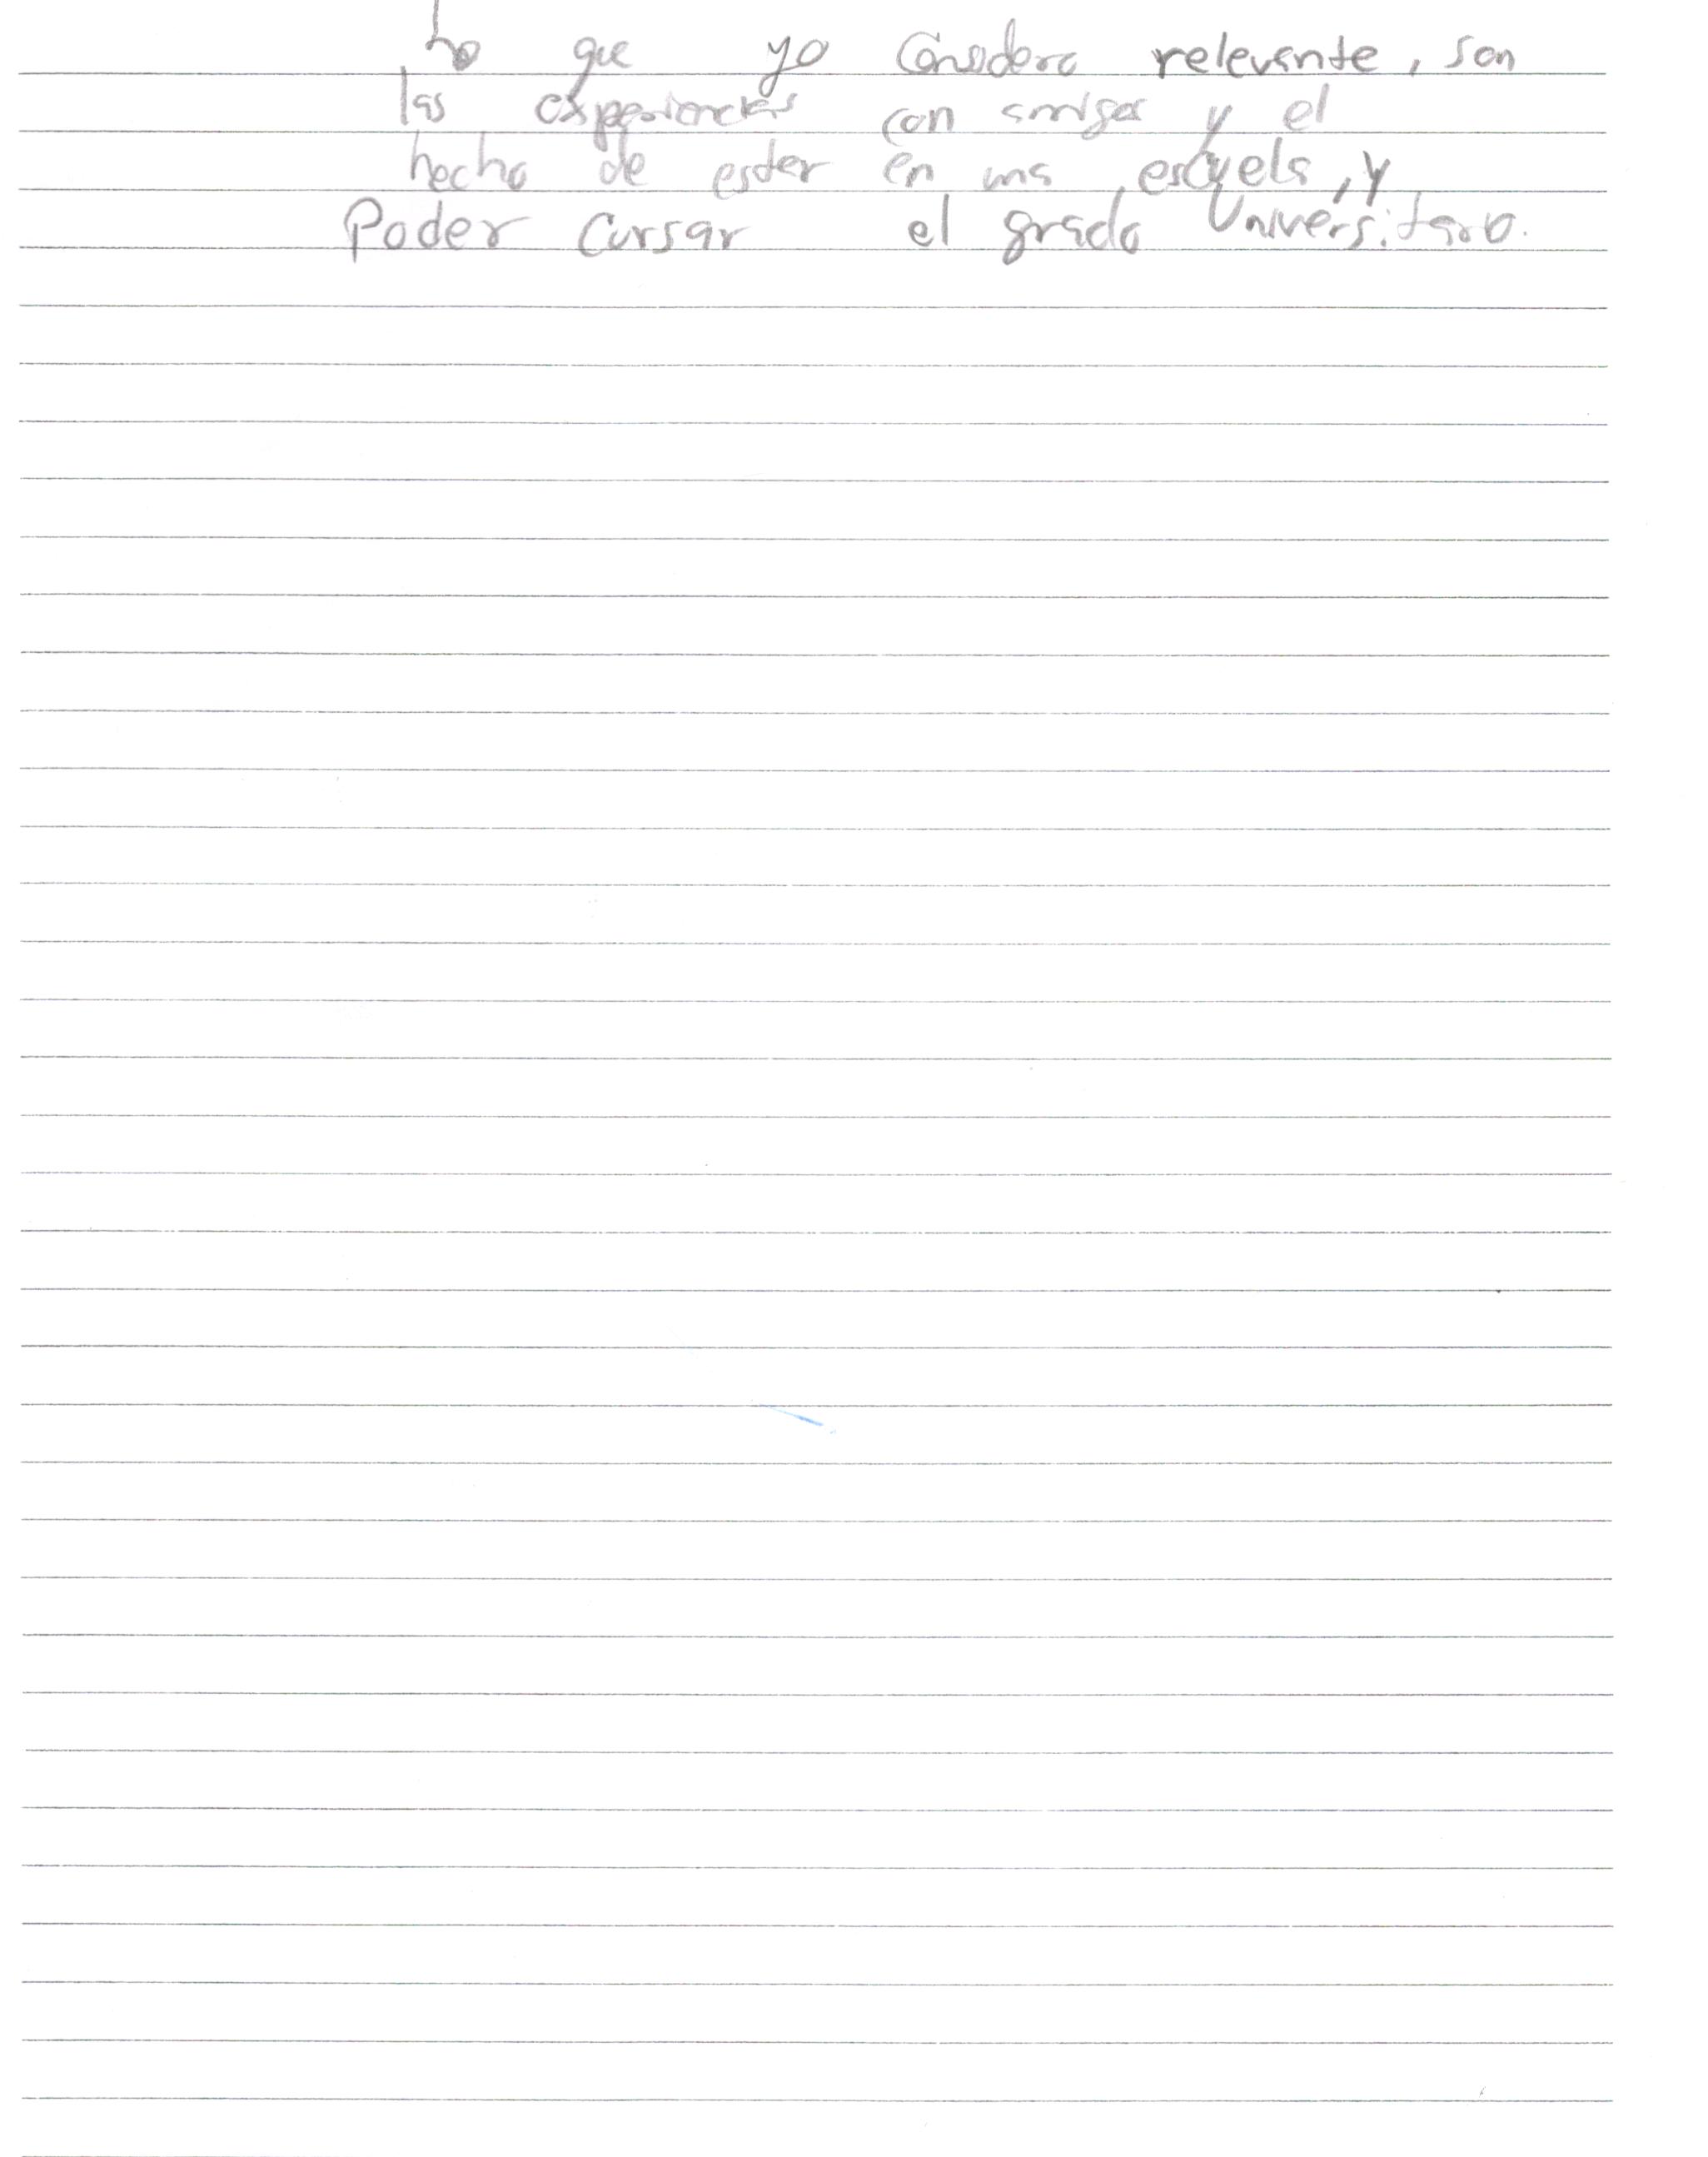 Lo que yo considero relevante, son
las experiencias con amigos y el
hecho de estar en una escuela, y
Poder Cursar el grado Universitario.